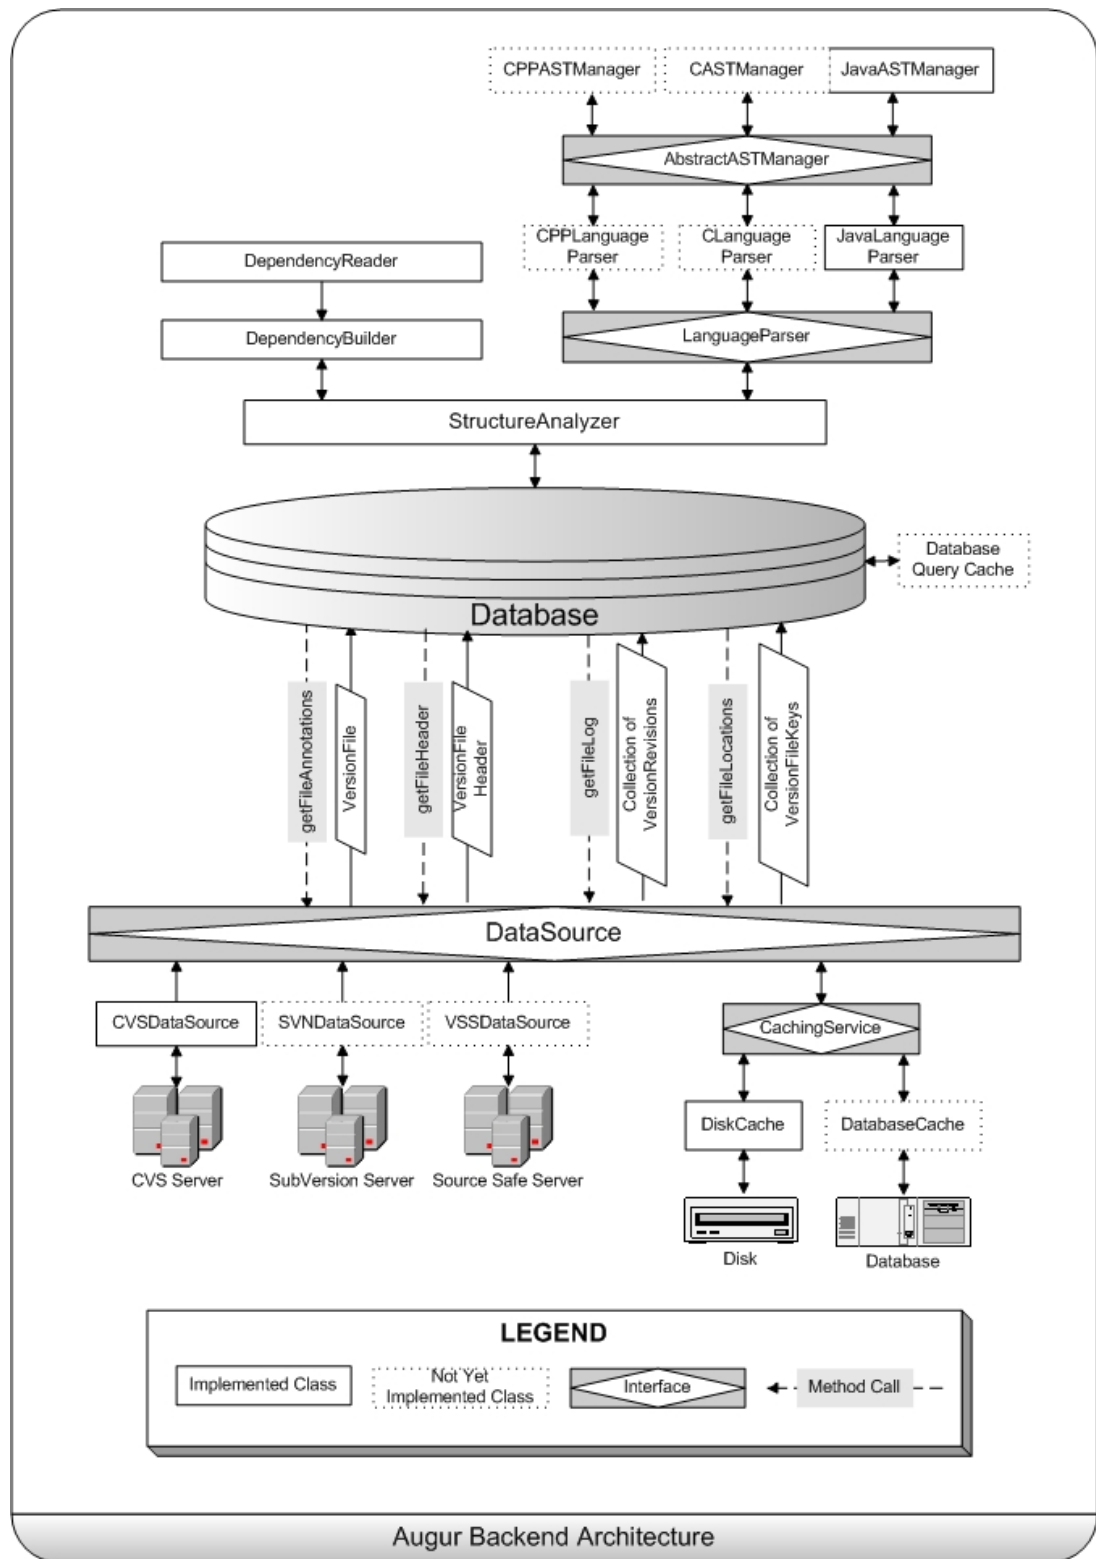 CPPASTManager
CASTManager
JavaASTManager
AbstractASTManager
CPPLanguage
Parser
CLanguage
Parser
JavaLanguage
Parser
DependencyReader
DependencyBuilder
LanguageParser
StructureAnalyzer
Database
Query Cache
Database
getFileAnnotations
VersionFile
getFileHeader
VersionFile
Header
getFileLog
Collection of
VersionRevisions
getFileLocations
Collection of
VersionFileKeys
DataSource
CVSDataSource
SVNDataSource
VSSDataSource
CachingService
DiskCache
DatabaseCache
CVS Server
SubVersion Server
Source Safe Server
Disk
Database
LEGEND
Implemented Class
Not Yet
Implemented Class
Interface
Method Call
Augur Backend Architecture